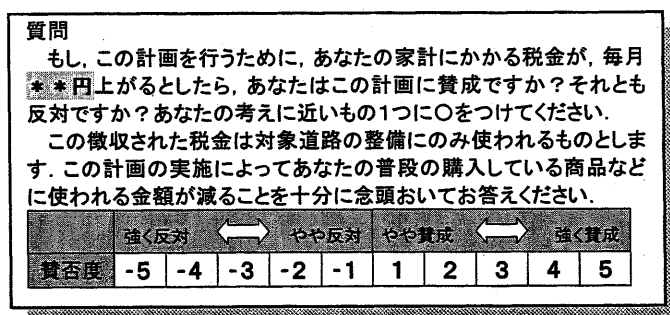 質問
もし，この計画を行うために，あなたの家計にかかる税金が，毎月
＊＊円上がるとしたら，あなたはこの計画に賛成ですか？それとも
反対ですか？あなたの考えに近いもの1つに○をつけてください．
この徴収された税金は対象道路の整備にのみ使われるものとしま
す．この計画の実施によってあなたの普段の購入している商品など
に使われる金額が減ることを十分に念頭おいてお答えください．
強く反対 ⇔ やや反対 やや賛成 ⇔ 強く賛成
賛否度 -5 -4 -3 -2 -1 1 2 3 4 5